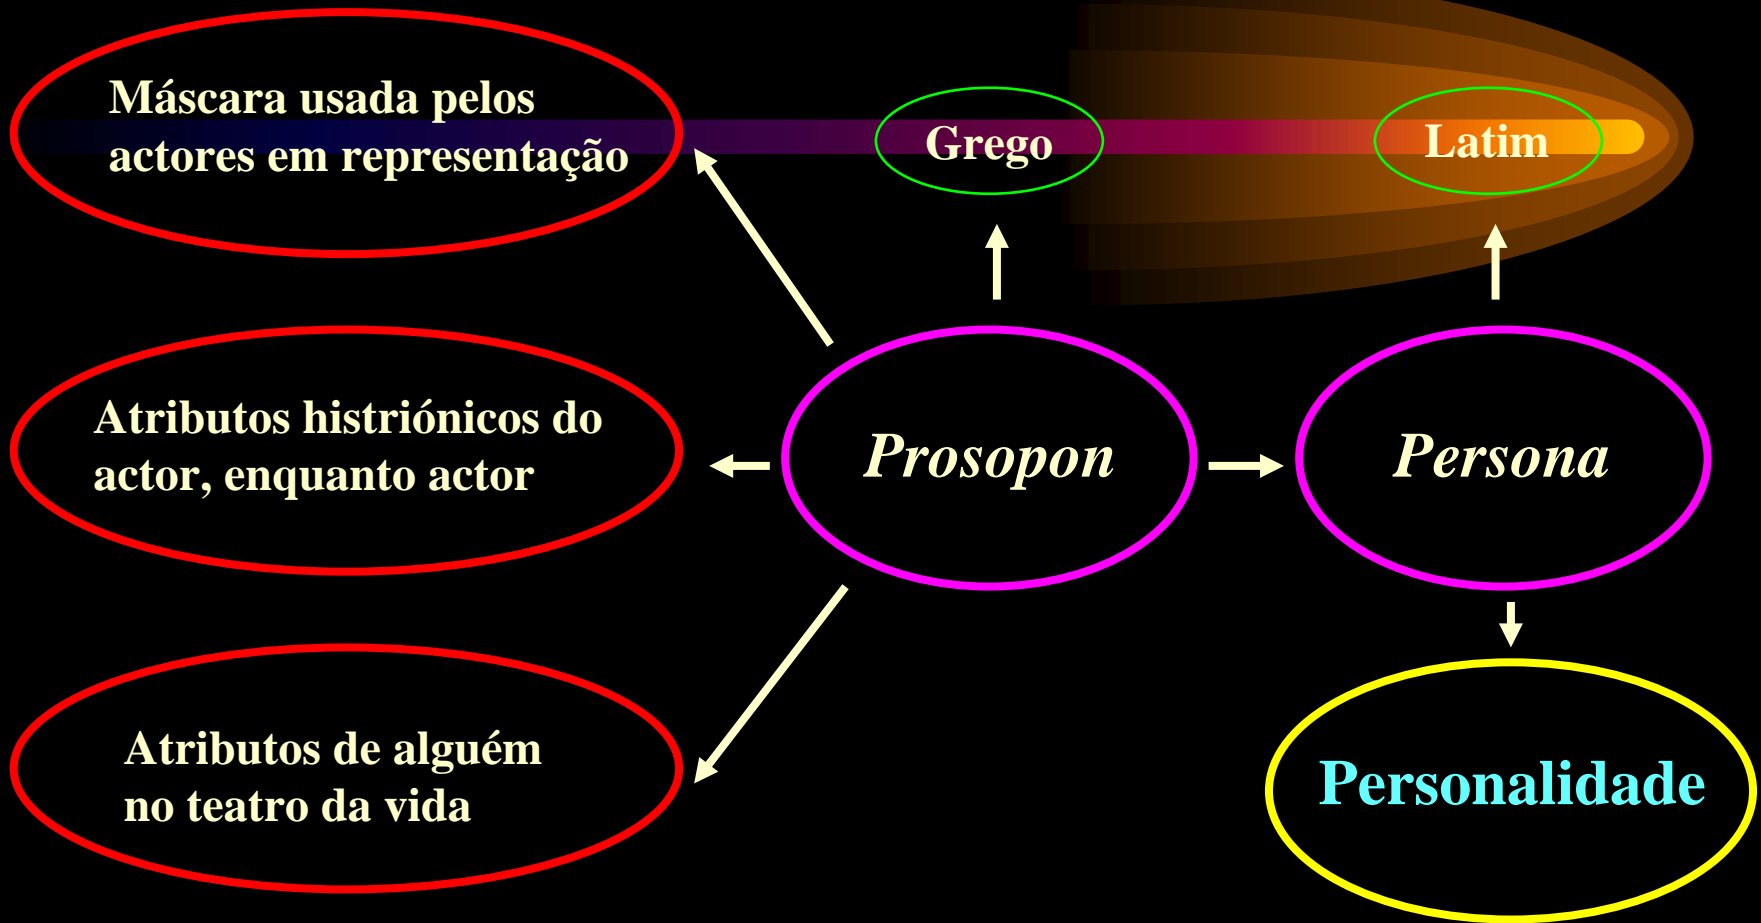 Máscara usada pelos
actores em representação
Grego
Latim
Atributos histriónicos do
actor, enquanto actor
Prosopon
Persona
Atributos de alguém
no teatro da vida
Personalidade